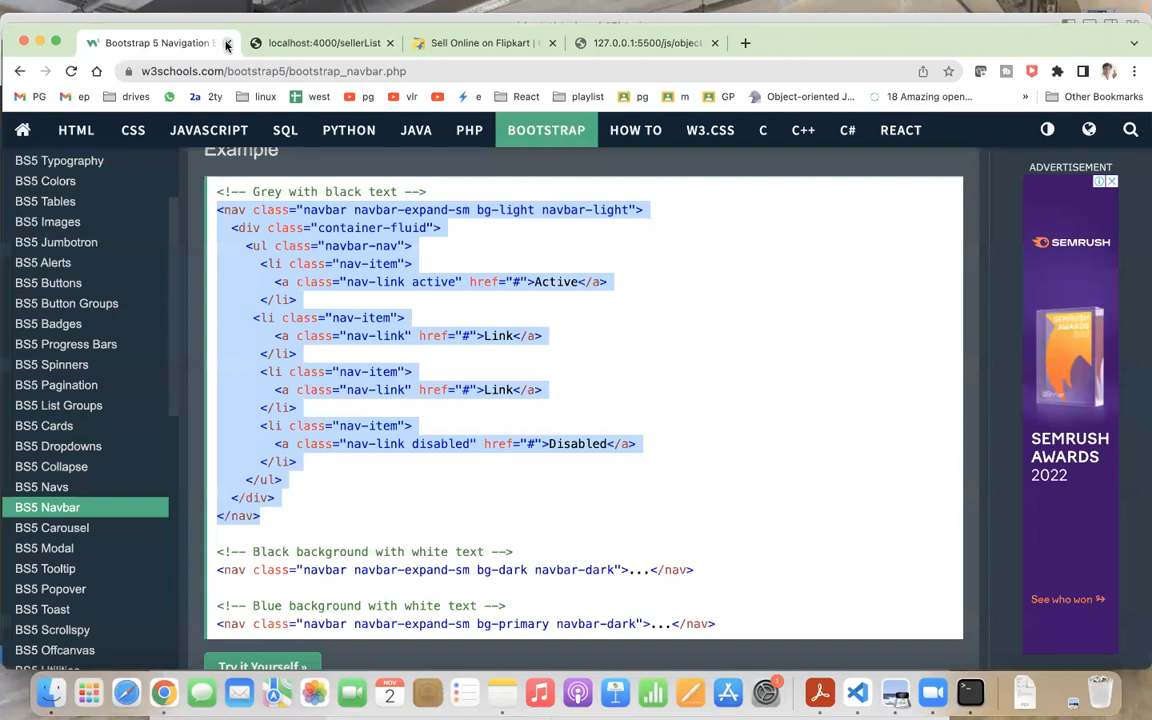 Bootstrap 5 Navigation
localhost:4000/sellerList
Sell Online on Flipkart |
127.0.0.1:5500/js/object
w3schools.com/bootstrap5/bootstrap_navbar.php
PG
ep
drives
2a 2ty
linux
west
pg
vlr
e
React
playlist
pg
m
GP
Object-oriented J...
18 Amazing open...
»
Other Bookmarks
HTML
CSS
JAVASCRIPT
SQL
PYTHON
JAVA
PHP
BOOTSTRAP
HOW TO
W3.CSS
C
C++
C#
REACT
BS5 Typography
BS5 Colors
BS5 Tables
BS5 Images
BS5 Jumbotron
BS5 Alerts
BS5 Buttons
BS5 Button Groups
BS5 Badges
BS5 Progress Bars
BS5 Spinners
BS5 Pagination
BS5 List Groups
BS5 Cards
BS5 Dropdowns
BS5 Collapse
BS5 Navs
BS5 Navbar
BS5 Carousel
BS5 Modal
BS5 Tooltip
BS5 Popover
BS5 Toast
BS5 Scrollspy
BS5 Offcanvas
BS5 Utilities
Example
<!-- Grey with black text -->
<nav class="navbar navbar-expand-sm bg-light navbar-light">
<div class="container-fluid">
<ul class="navbar-nav">
<li class="nav-item">
<a class="nav-link active" href="#">Active</a>
</li>
<li class="nav-item">
<a class="nav-link" href="#">Link</a>
</li>
<li class="nav-item">
<a class="nav-link" href="#">Link</a>
</li>
<li class="nav-item">
<a class="nav-link disabled" href="#">Disabled</a>
</li>
</ul>
</div>
</nav>
<!-- Black background with white text -->
<nav class="navbar navbar-expand-sm bg-dark navbar-dark">...</nav>
<!-- Blue background with white text -->
<nav class="navbar navbar-expand-sm bg-primary navbar-dark">...</nav>
Try it Yourself »
ADVERTISEMENT
SEMRUSH
SEMRUSH
AWARDS
2022
SEMRUSH
AWARDS
2022
See who won
NOV
2
1